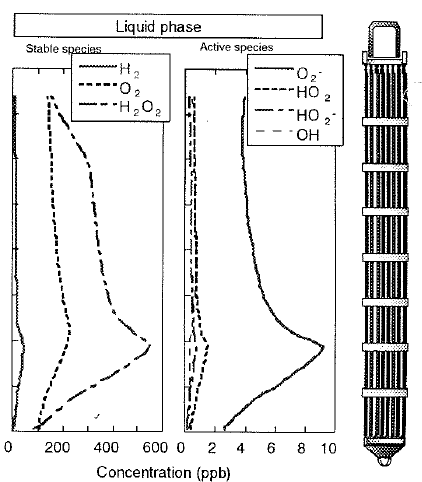 Liquid phase
Stable species
H2
O2
H2O2
Active species
O2-
HO2
HO2-
OH
0 200 400 600
0 2 4 6 8 10
Concentration (ppb)